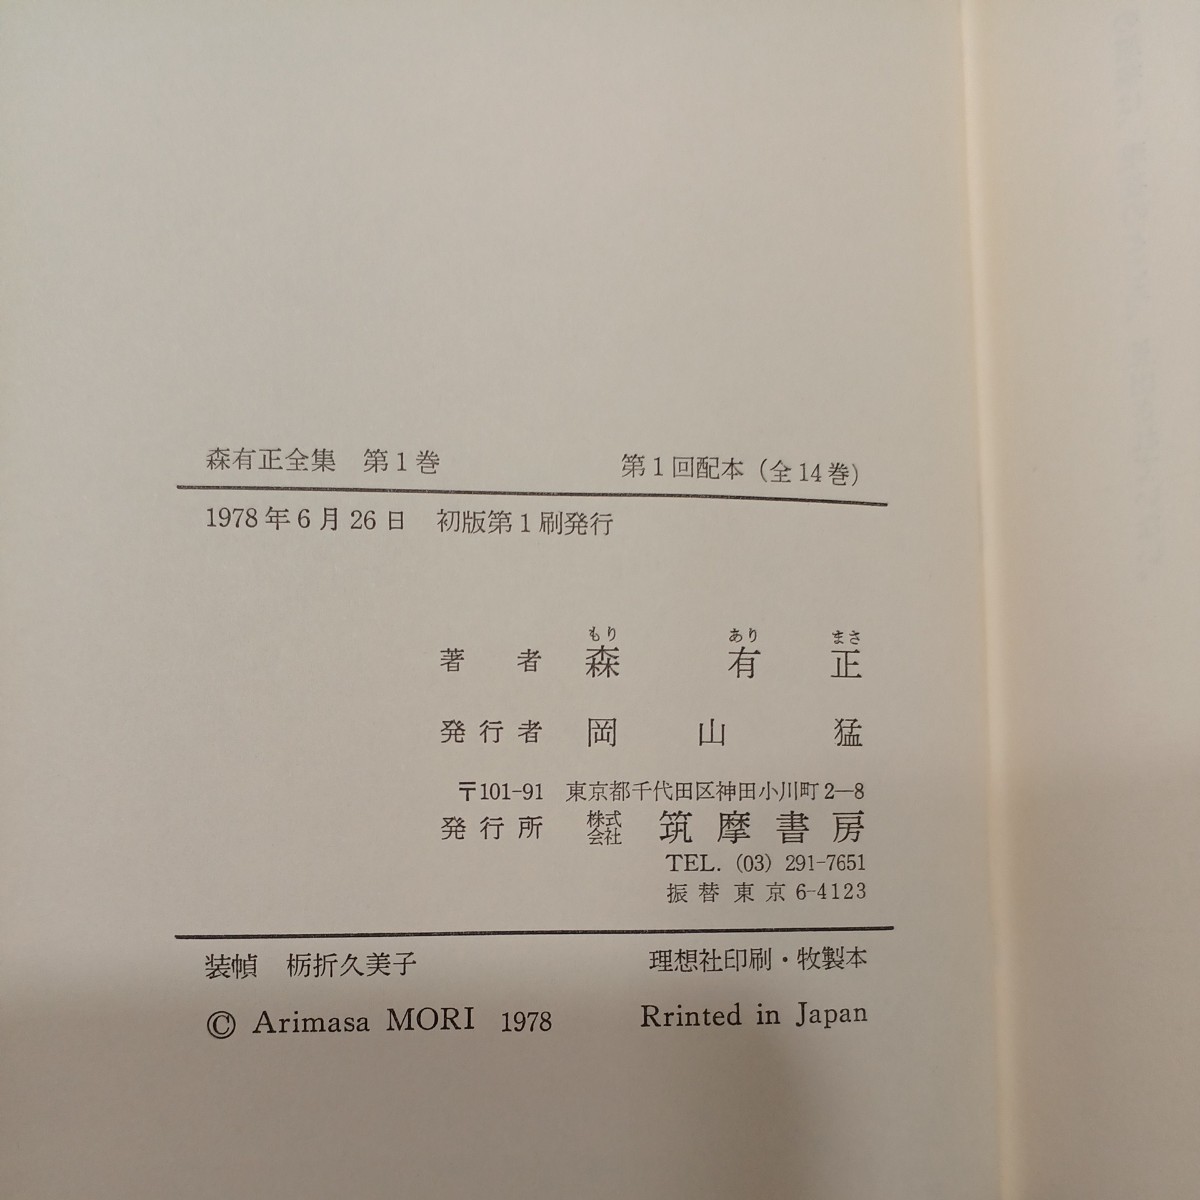 森有正全集 第1巻 第1回配本（全14巻）
1978年6月26日 初版第1刷発行
もり あり まさ
著者 森有正
発行者 岡山猛
〒101-91 東京都千代田区神田小川町2―8
発行所 株式会社 筑摩書房
TEL. (03) 291-7651
振替東京6-4123
装幀 栃折久美子 理想社印刷・牧製本
© Arimasa MORI 1978 Rrinted in Japan